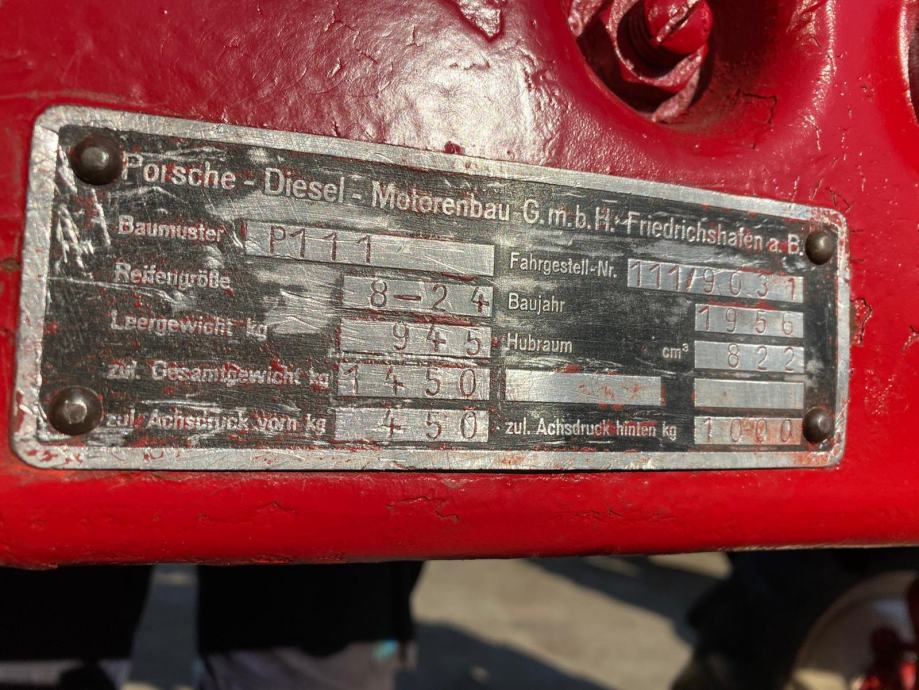 Porsche - Diesel - Motorenbau G.m.b.H. Friedrichshafen a.B.
Baumuster P111
Fahrgestell-Nr. 111/9031
Reifengröße 8-24
Baujahr 1956
Leergewicht kg 945
Hubraum cm³ 822
zul. Gesamtgewicht kg 1450
zul. Achsdruck vorn kg 450
zul. Achsdruck hinten kg 1000